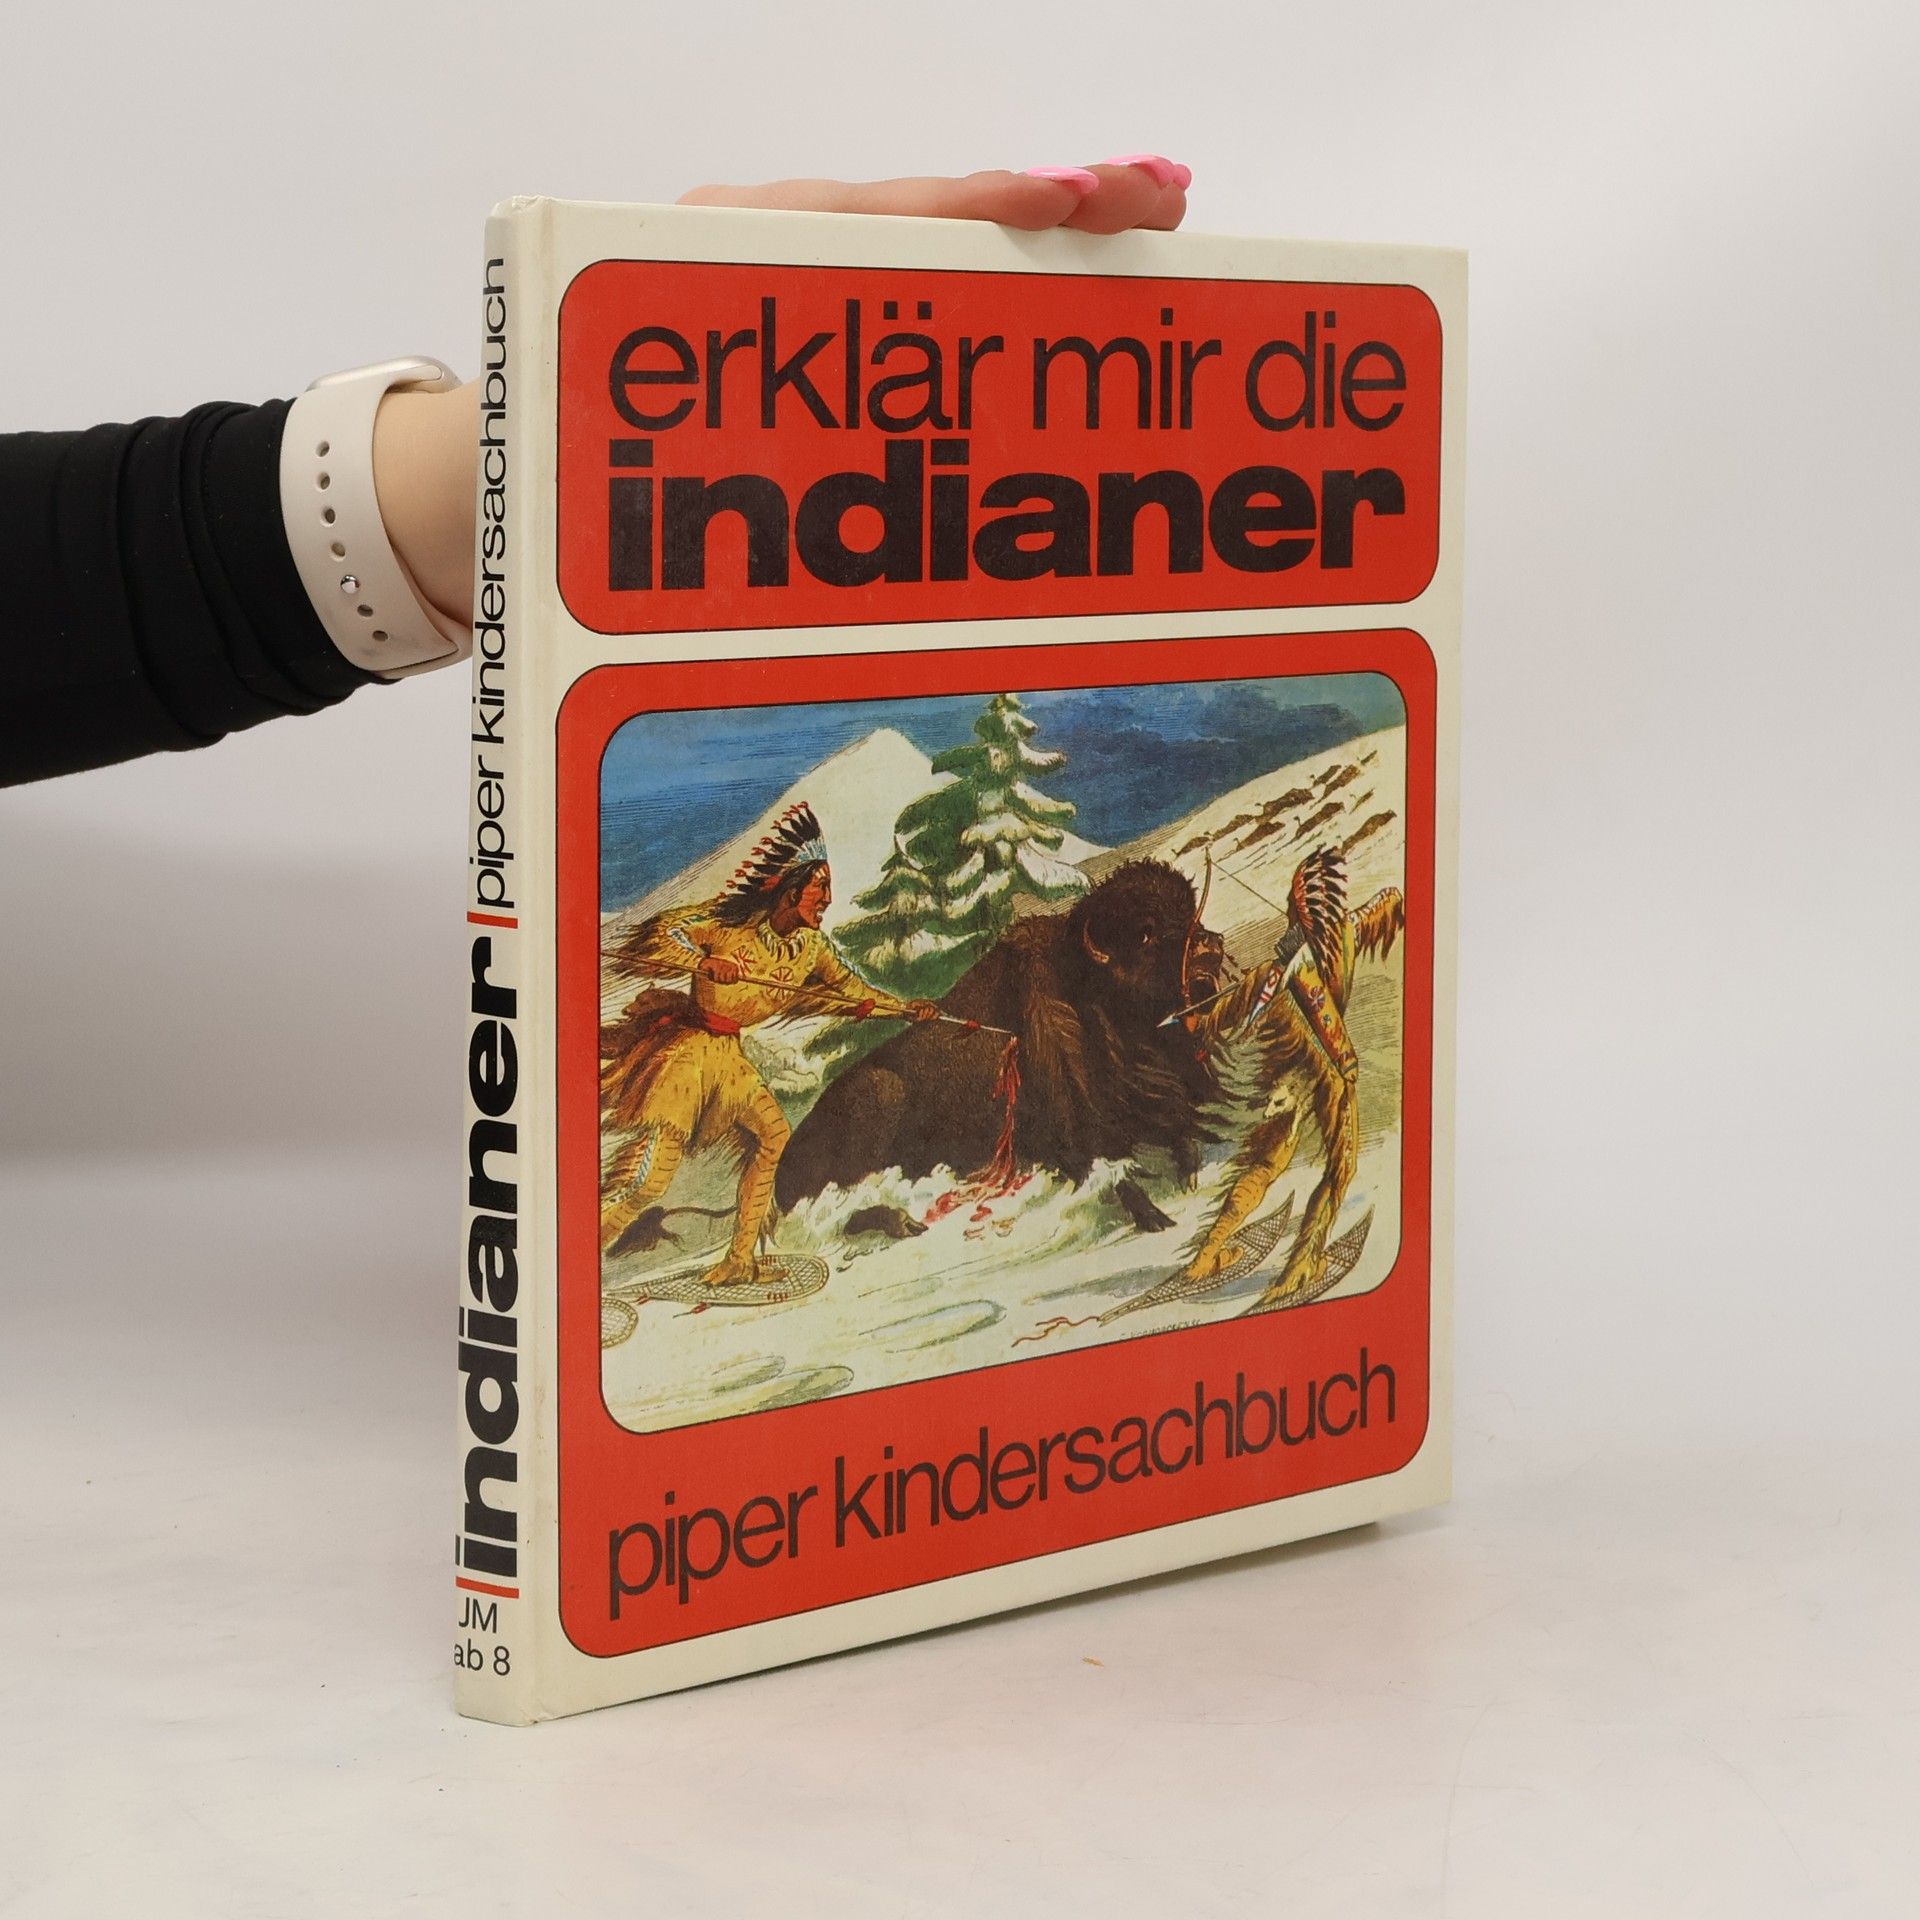 erklär mir die
indianer
piper kindersachbuch
indianer | piper kindersachbuch
JM
ab 8